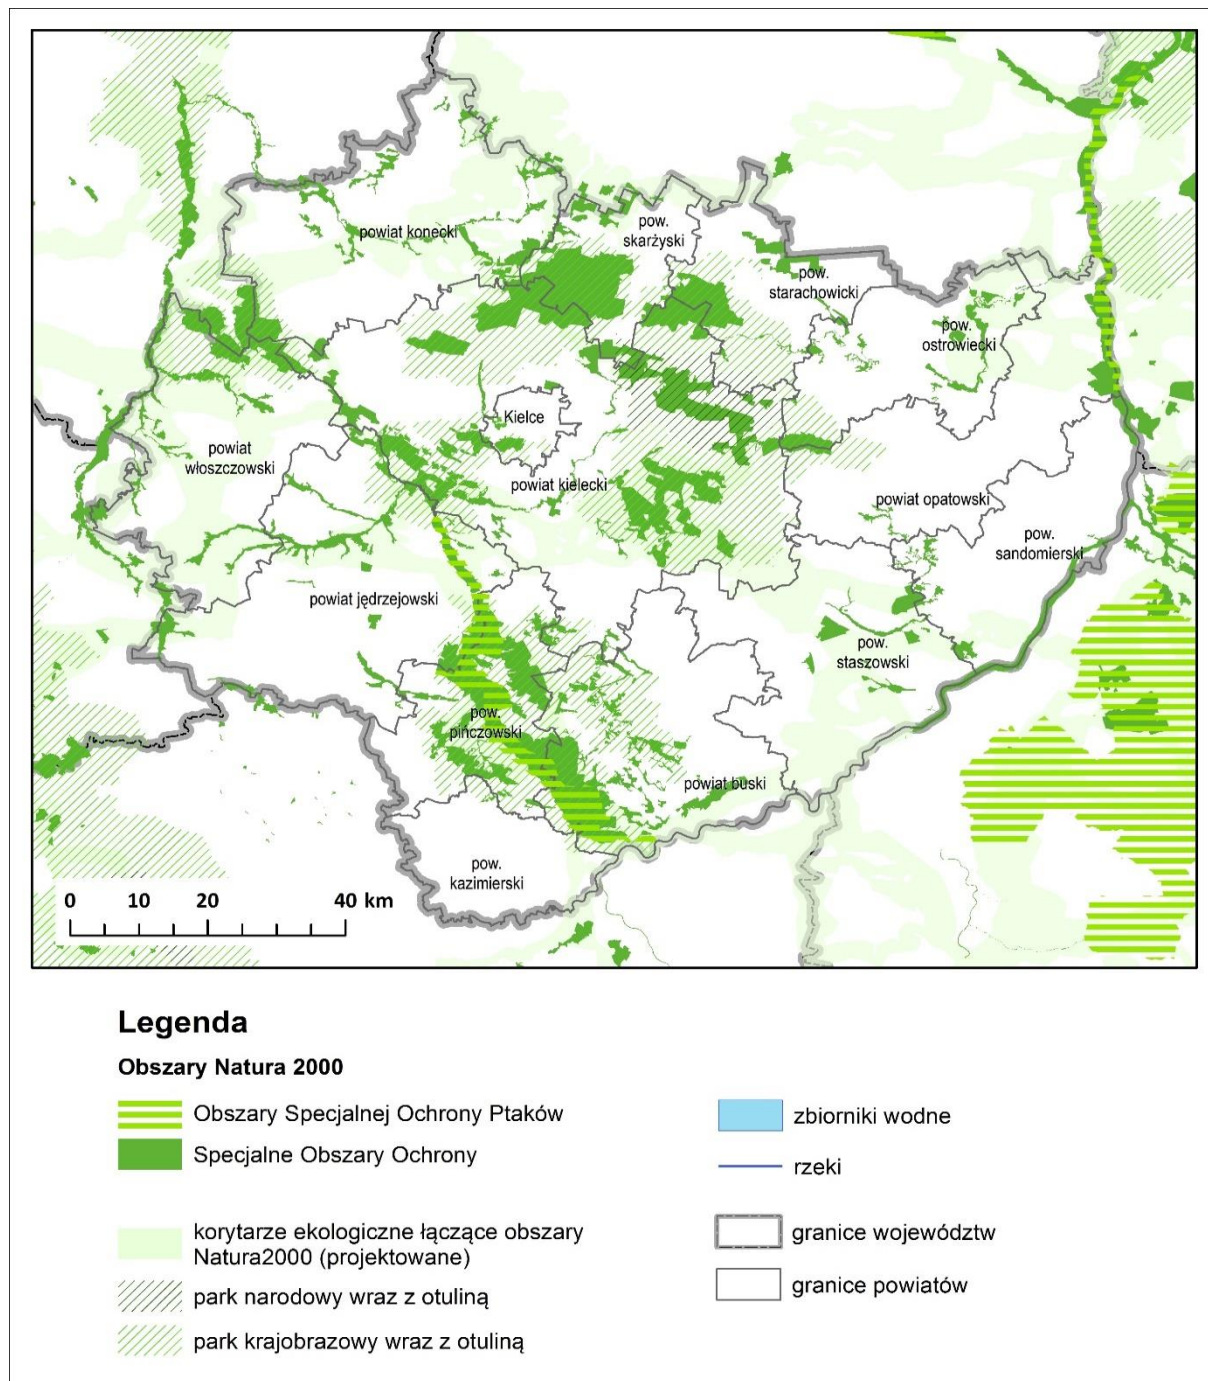 powiat konecki
pow.
skarżyski
pow.
starachowicki
pow.
ostrowiecki
Kielce
powiat
włoszczowski
powiat kielecki
powiat opatowski
pow.
sandomierski
powiat jędrzejowski
pow.
staszowski
pow.
pińczowski
powiat buski
pow.
kazimierski
0 10 20 40 km
Legenda
Obszary Natura 2000
Obszary Specjalnej Ochrony Ptaków
Specjalne Obszary Ochrony
korytarze ekologiczne łączące obszary
Natura2000 (projektowane)
park narodowy wraz z otuliną
park krajobrazowy wraz z otuliną
zbiorniki wodne
rzeki
granice województw
granice powiatów